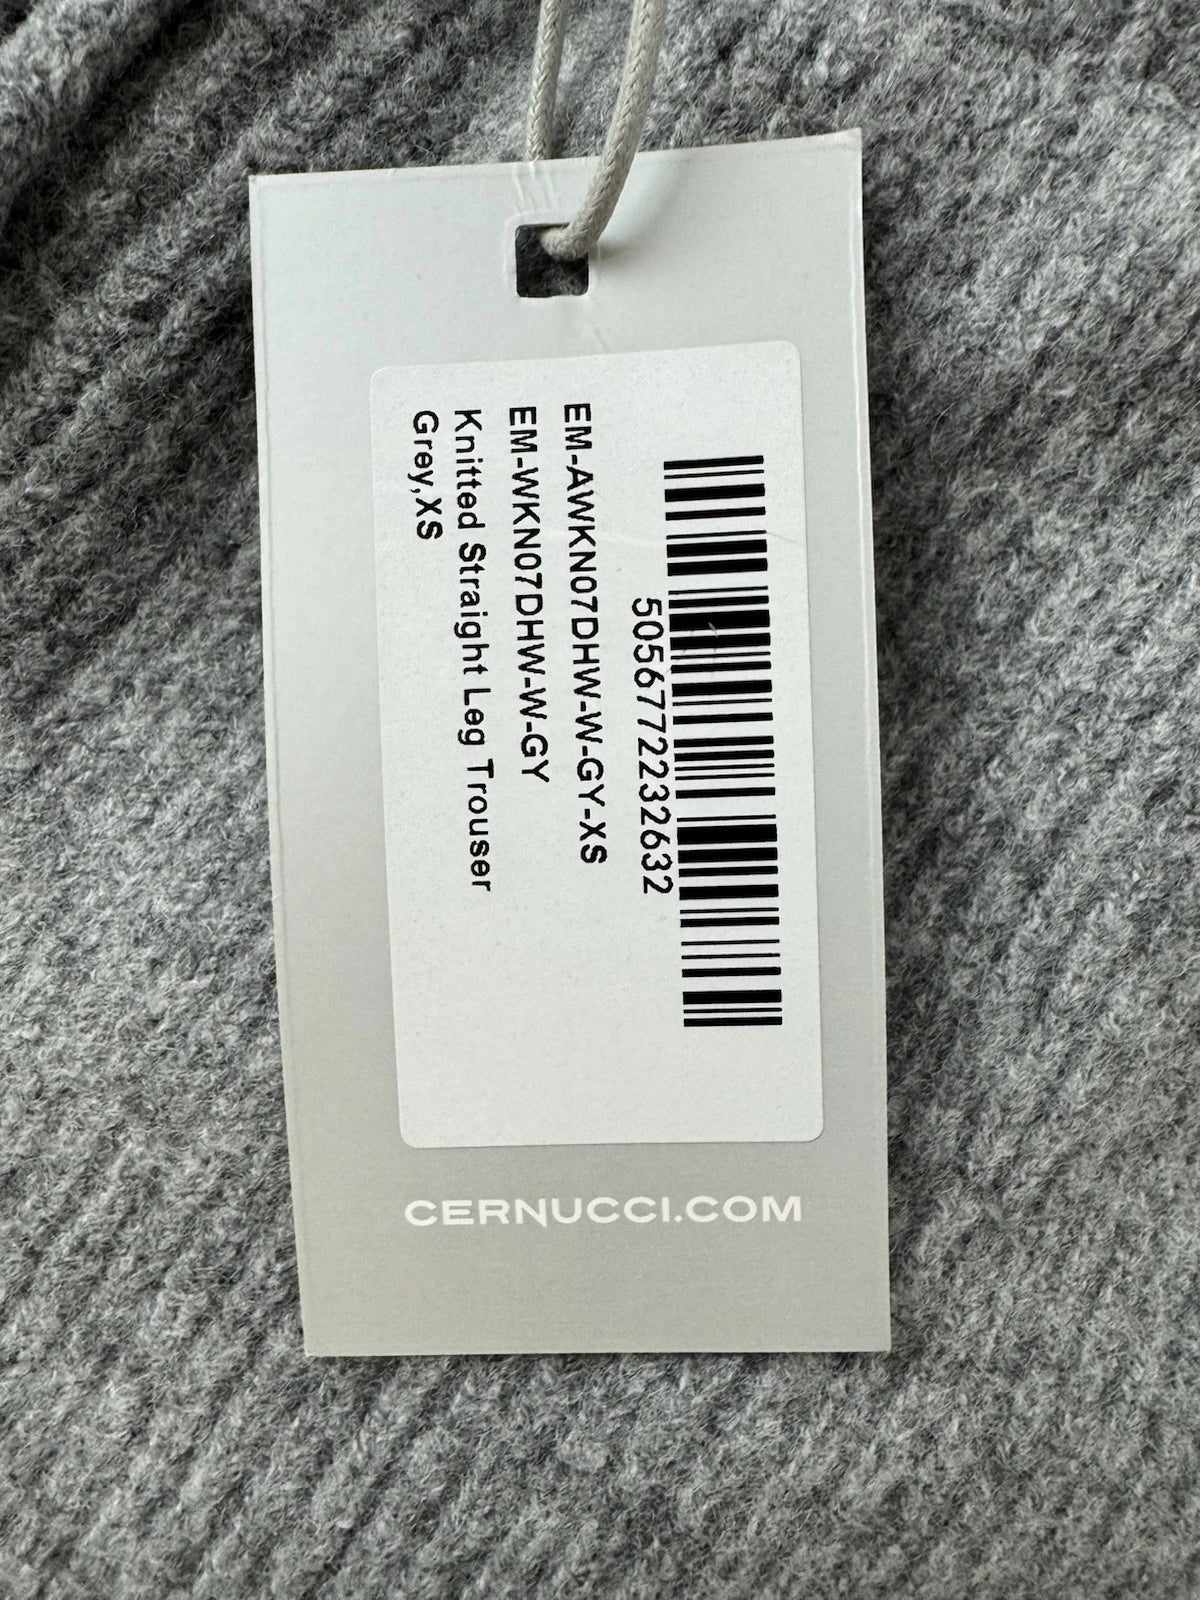 5056772232632
EM-AWKN07DHW-W-GY-XS
EM-WKN07DHW-W-GY
Knitted Straight Leg Trouser
Grey,XS
CERNUCCI.COM